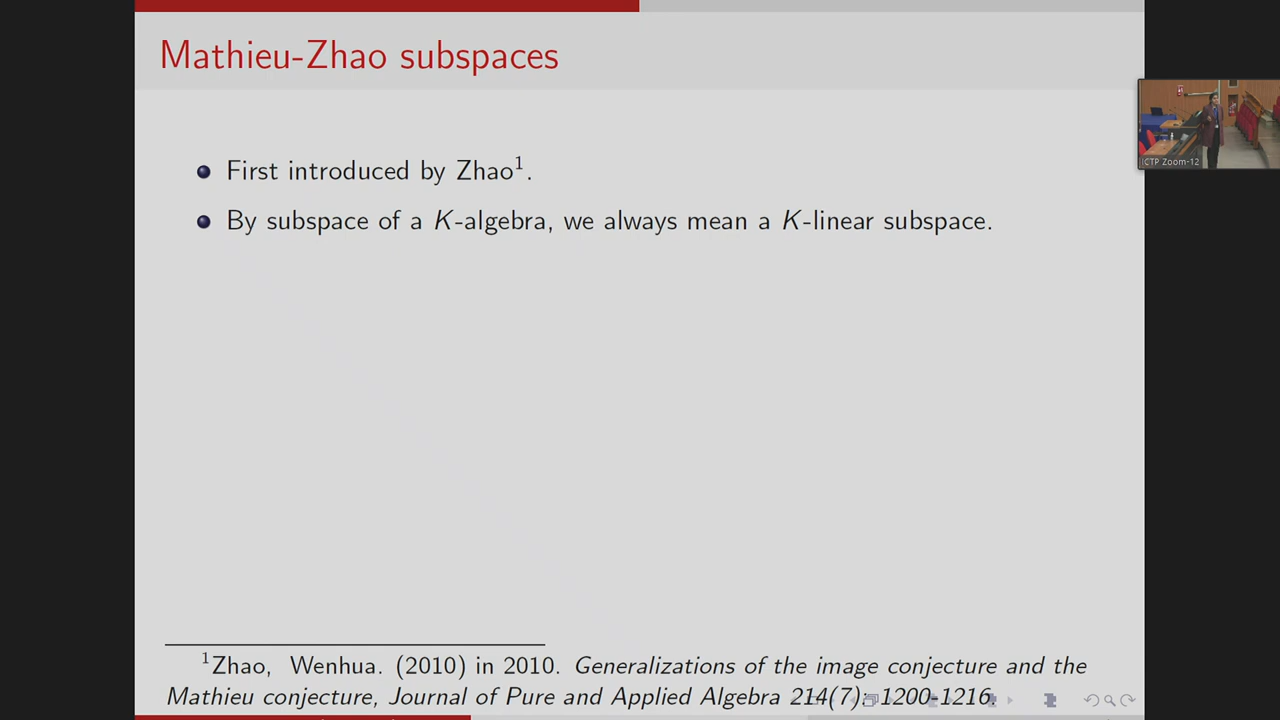 Mathieu-Zhao subspaces
First introduced by Zhao1.
By subspace of a K-algebra, we always mean a K-linear subspace.
ICTP Zoom-12
1Zhao, Wenhua. (2010) in 2010. Generalizations of the image conjecture and the
Mathieu conjecture, Journal of Pure and Applied Algebra 214(7): 1200-1216.